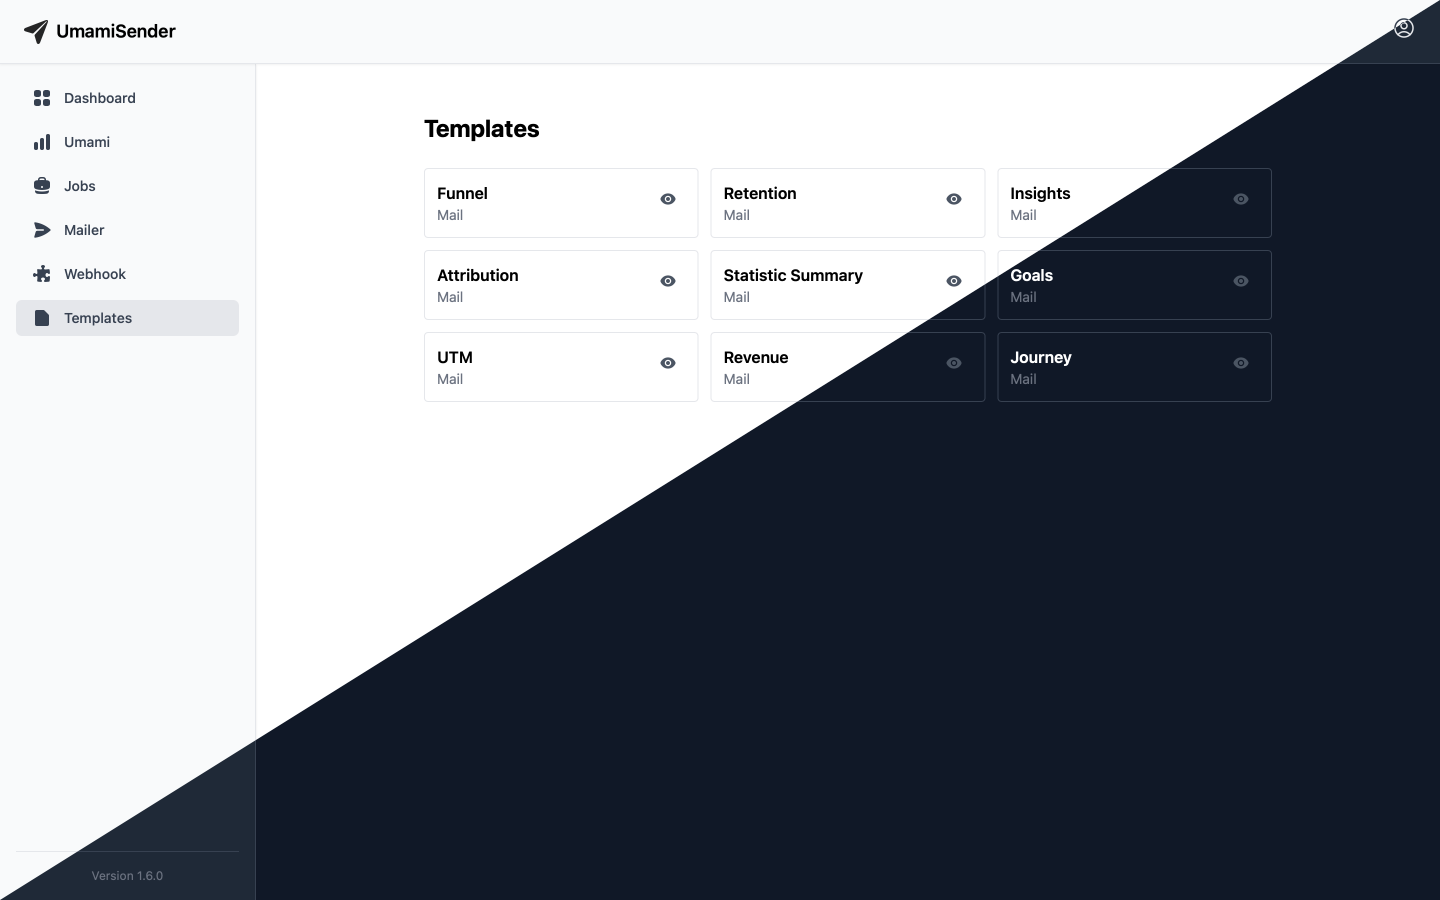 UmamiSender
Dashboard
Umami
Jobs
Mailer
Webhook
Templates
Templates
Funnel
Mail
Retention
Mail
Insights
Mail
Attribution
Mail
Statistic Summary
Mail
Goals
Mail
UTM
Mail
Revenue
Mail
Journey
Mail
Version 1.6.0